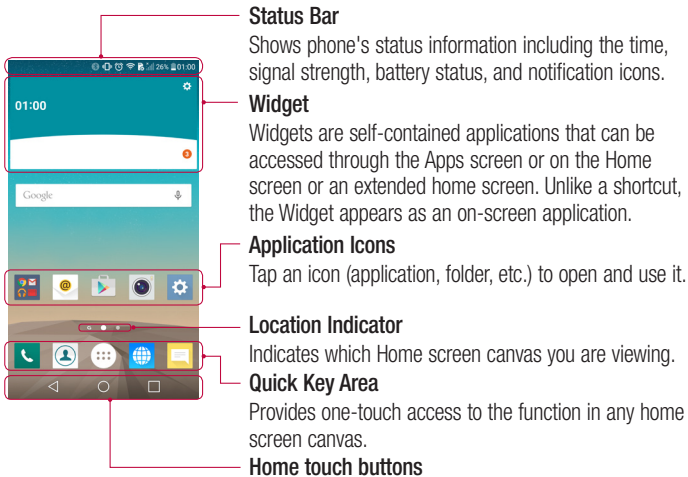 Status Bar
Shows phone's status information including the time,
signal strength, battery status, and notification icons.
26% 01:00
Widget
01:00
Widgets are self-contained applications that can be
accessed through the Apps screen or on the Home
screen or an extended home screen. Unlike a shortcut,
the Widget appears as an on-screen application.
3
Google
Application Icons
Tap an icon (application, folder, etc.) to open and use it.
@
Location Indicator
Indicates which Home screen canvas you are viewing.
Quick Key Area
Provides one-touch access to the function in any home
screen canvas.
Home touch buttons